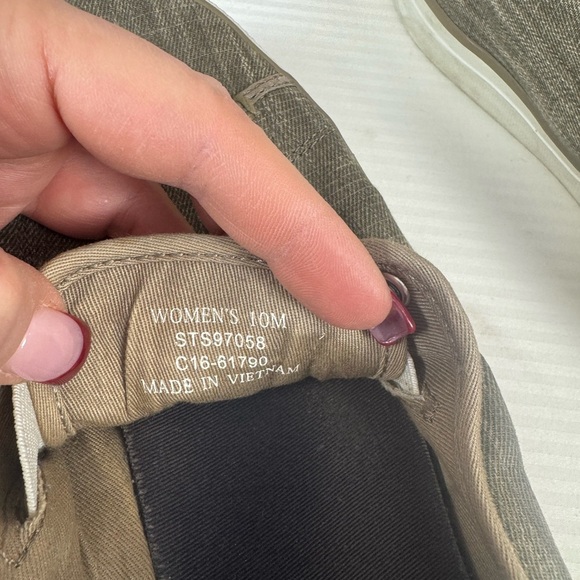 WOMEN'S 10M
STS97058
C16-61790
MADE IN VIETNAM